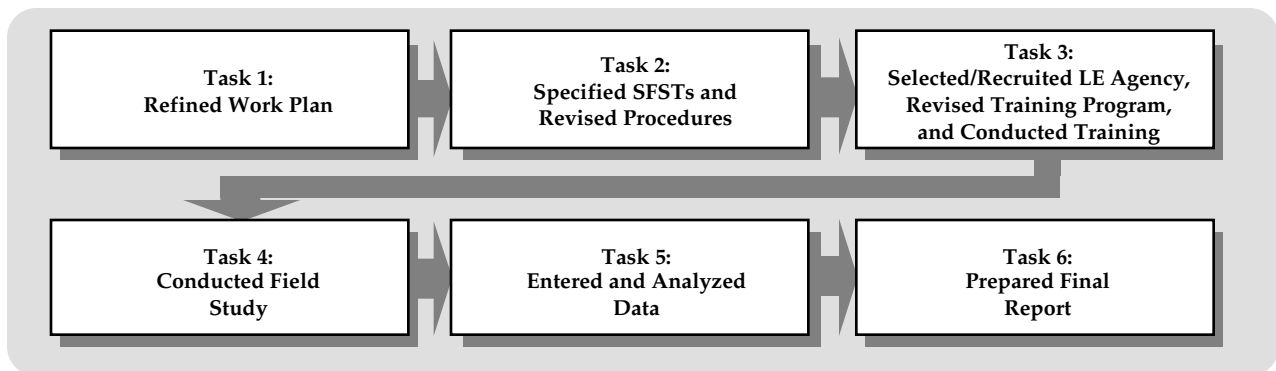 Task 1:
Refined Work Plan
Task 2:
Specified SFSTs and
Revised Procedures
Task 3:
Selected/Recruited LE Agency,
Revised Training Program,
and Conducted Training
Task 4:
Conducted Field
Study
Task 5:
Entered and Analyzed
Data
Task 6:
Prepared Final
Report